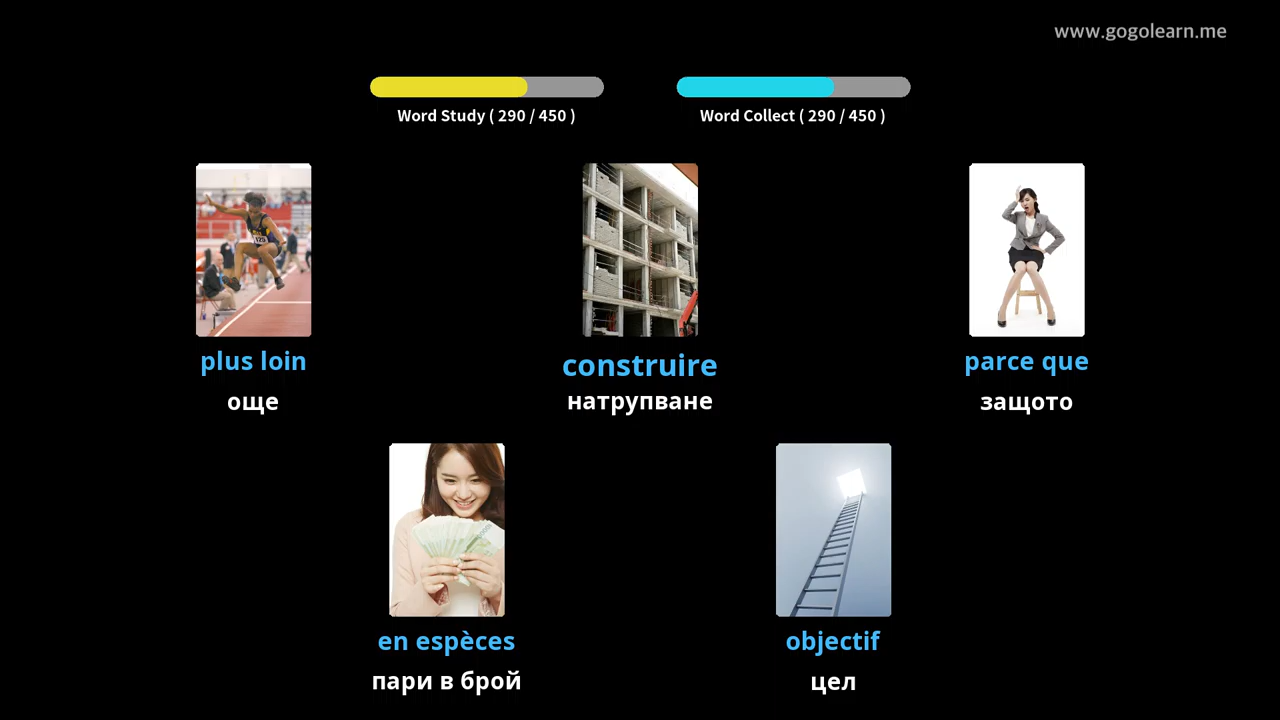 www.gogolearn.me
Word Study ( 290 / 450 )
Word Collect ( 290 / 450 )
plus loin
още
construire
натрупване
parce que
защото
en espèces
пари в брой
objectif
цел